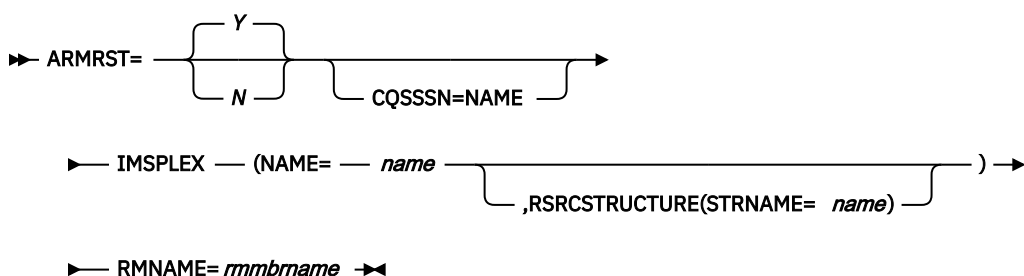 Y
ARMRST=
N
CQSSSN=NAME
IMSPLEX (NAME= name )
,RSRCSTRUCTURE(STRNAME= name)
RMNAME= rmmbrname